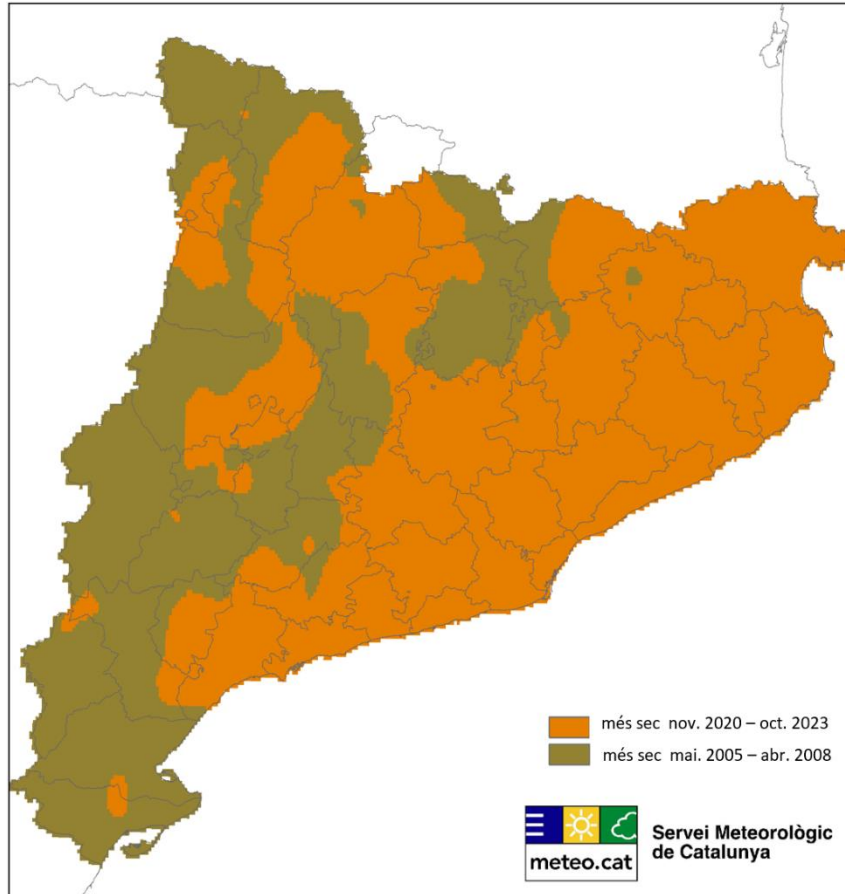 més sec nov. 2020 – oct. 2023
més sec mai. 2005 – abr. 2008
meteo.cat
Servei Meteorològic
de Catalunya